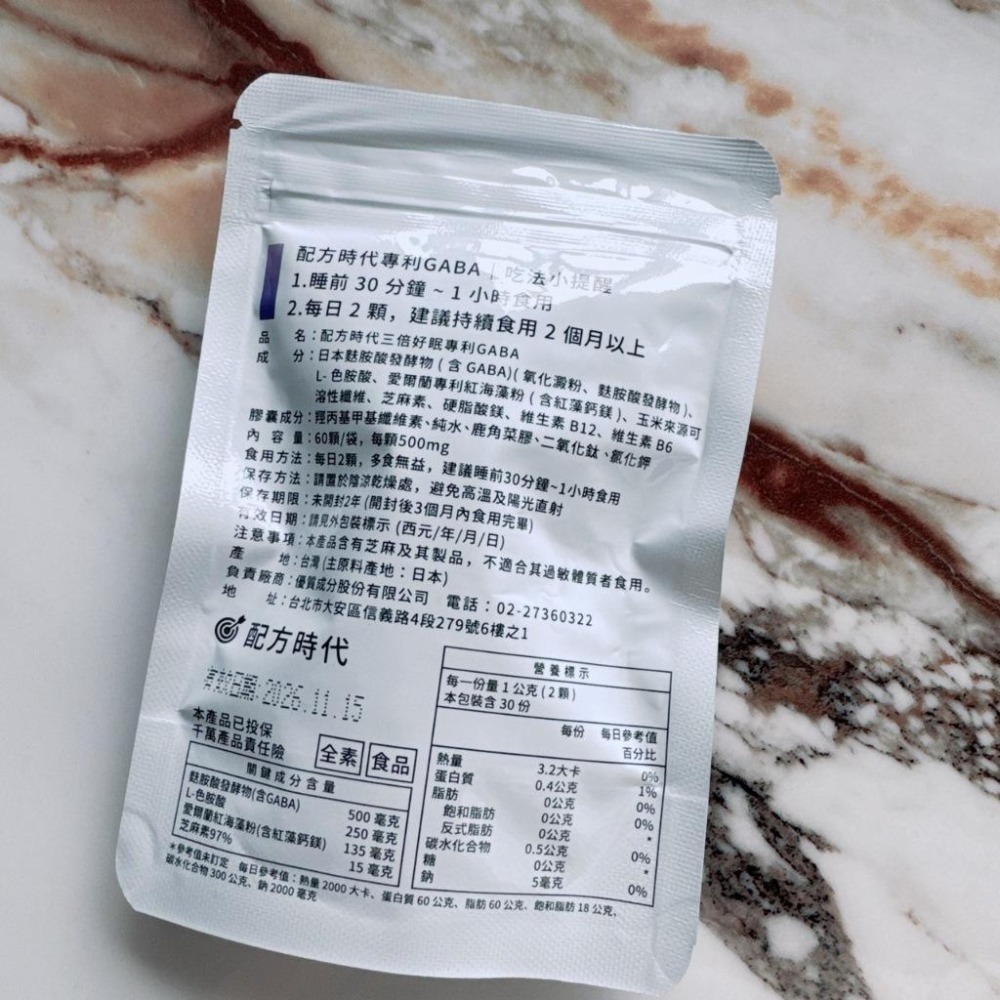 配方時代專利GABA | 吃法小提醒
1.睡前 30 分鐘 ~ 1 小時食用
2.每日 2 顆，建議持續食用 2 個月以上
品 名：配方時代三倍好眠專利GABA
成 分：日本麩胺酸發酵物 ( 含 GABA)( 氧化澱粉、麩胺酸發酵物 )、
L- 色胺酸、愛爾蘭專利紅海藻粉 ( 含紅藻鈣鎂 )、玉米來源可
溶性纖維、芝麻素、硬脂酸鎂、維生素 B12、維生素 B6
膠囊成分：羥丙基甲基纖維素、純水、鹿角菜膠、二氧化鈦、氯化鉀
內 容 量：60顆/袋，每顆500mg
食用方法：每日2顆，多食無益，建議睡前30分鐘~1小時食用
保存方法：請置於陰涼乾燥處，避免高溫及陽光直射
保存期限：未開封2年 (開封後3個月內食用完畢)
有效日期：請見外包裝標示 (西元/年/月/日)
注意事項：本產品含有芝麻及其製品，不適合其過敏體質者食用。
產 地：台灣 (主原料產地：日本)
負責廠商：優質成分股份有限公司 電話：02-27360322
地 址：台北市大安區信義路4段279號6樓之1
配方時代
有效日期:2026.11.15
本產品已投保
千萬產品責任險
全素 食品
關鍵成分含量
麩胺酸發酵物(含GABA) 500 毫克
L-色胺酸 250 毫克
愛爾蘭紅海藻粉(含紅藻鈣鎂) 135 毫克
芝麻素97% 15 毫克
營養標示
每一份量 1 公克 ( 2 顆 )
本包裝含 30 份
每份 每日參考值
百分比
熱量 3.2大卡 0%
蛋白質 0.4公克 1%
脂肪 0公克 0%
飽和脂肪 0公克 0%
反式脂肪 0公克 *
碳水化合物 0.5公克 0%
糖 0公克 *
鈉 5毫克 0%
*參考值未訂定 每日參考值：熱量 2000 大卡、蛋白質 60 公克、脂肪 60 公克、飽和脂肪 18 公克、
碳水化合物 300 公克、鈉 2000 毫克